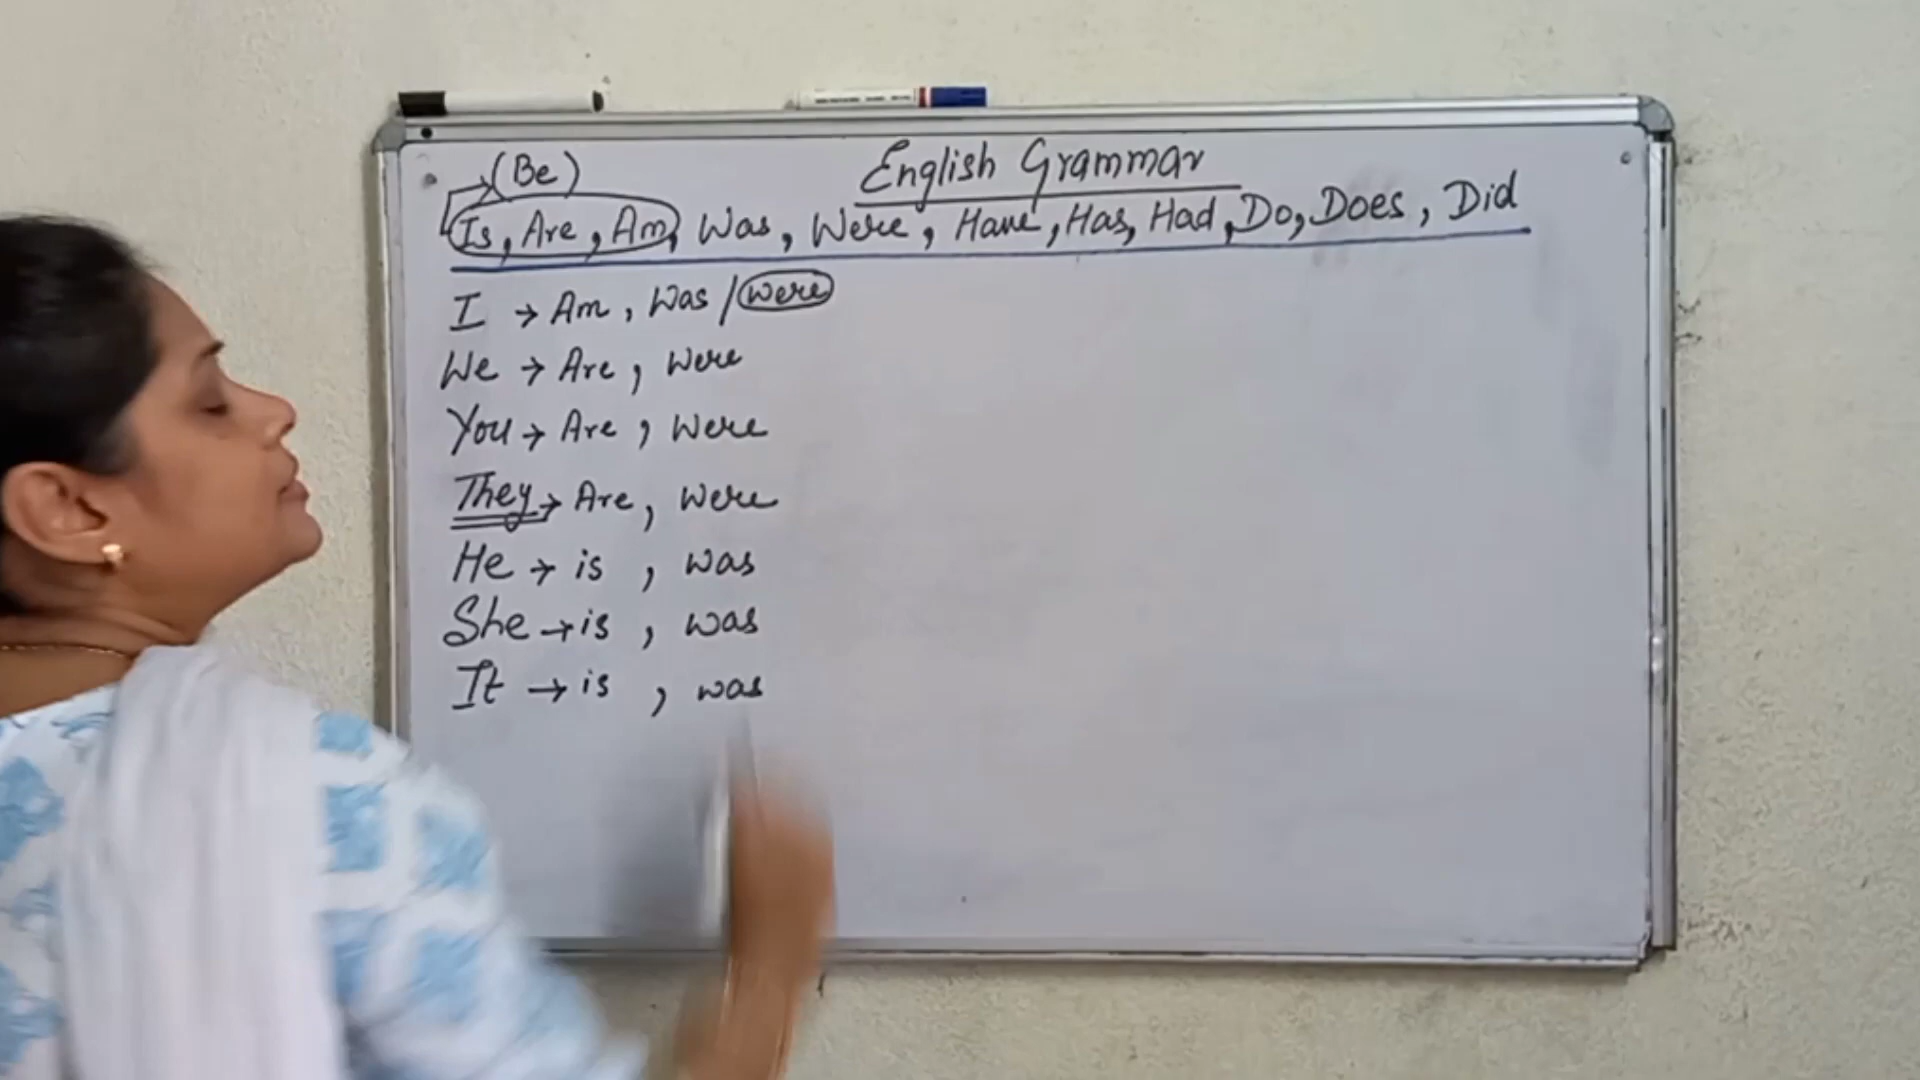 (Be) English Grammar
Is, Are, Am, Was, Were, Have, Has, Had, Do, Does, Did
I → Am, Was / Were
We → Are, Were
You → Are, Were
They → Are, Were
He → is, was
She → is, was
It → is, was